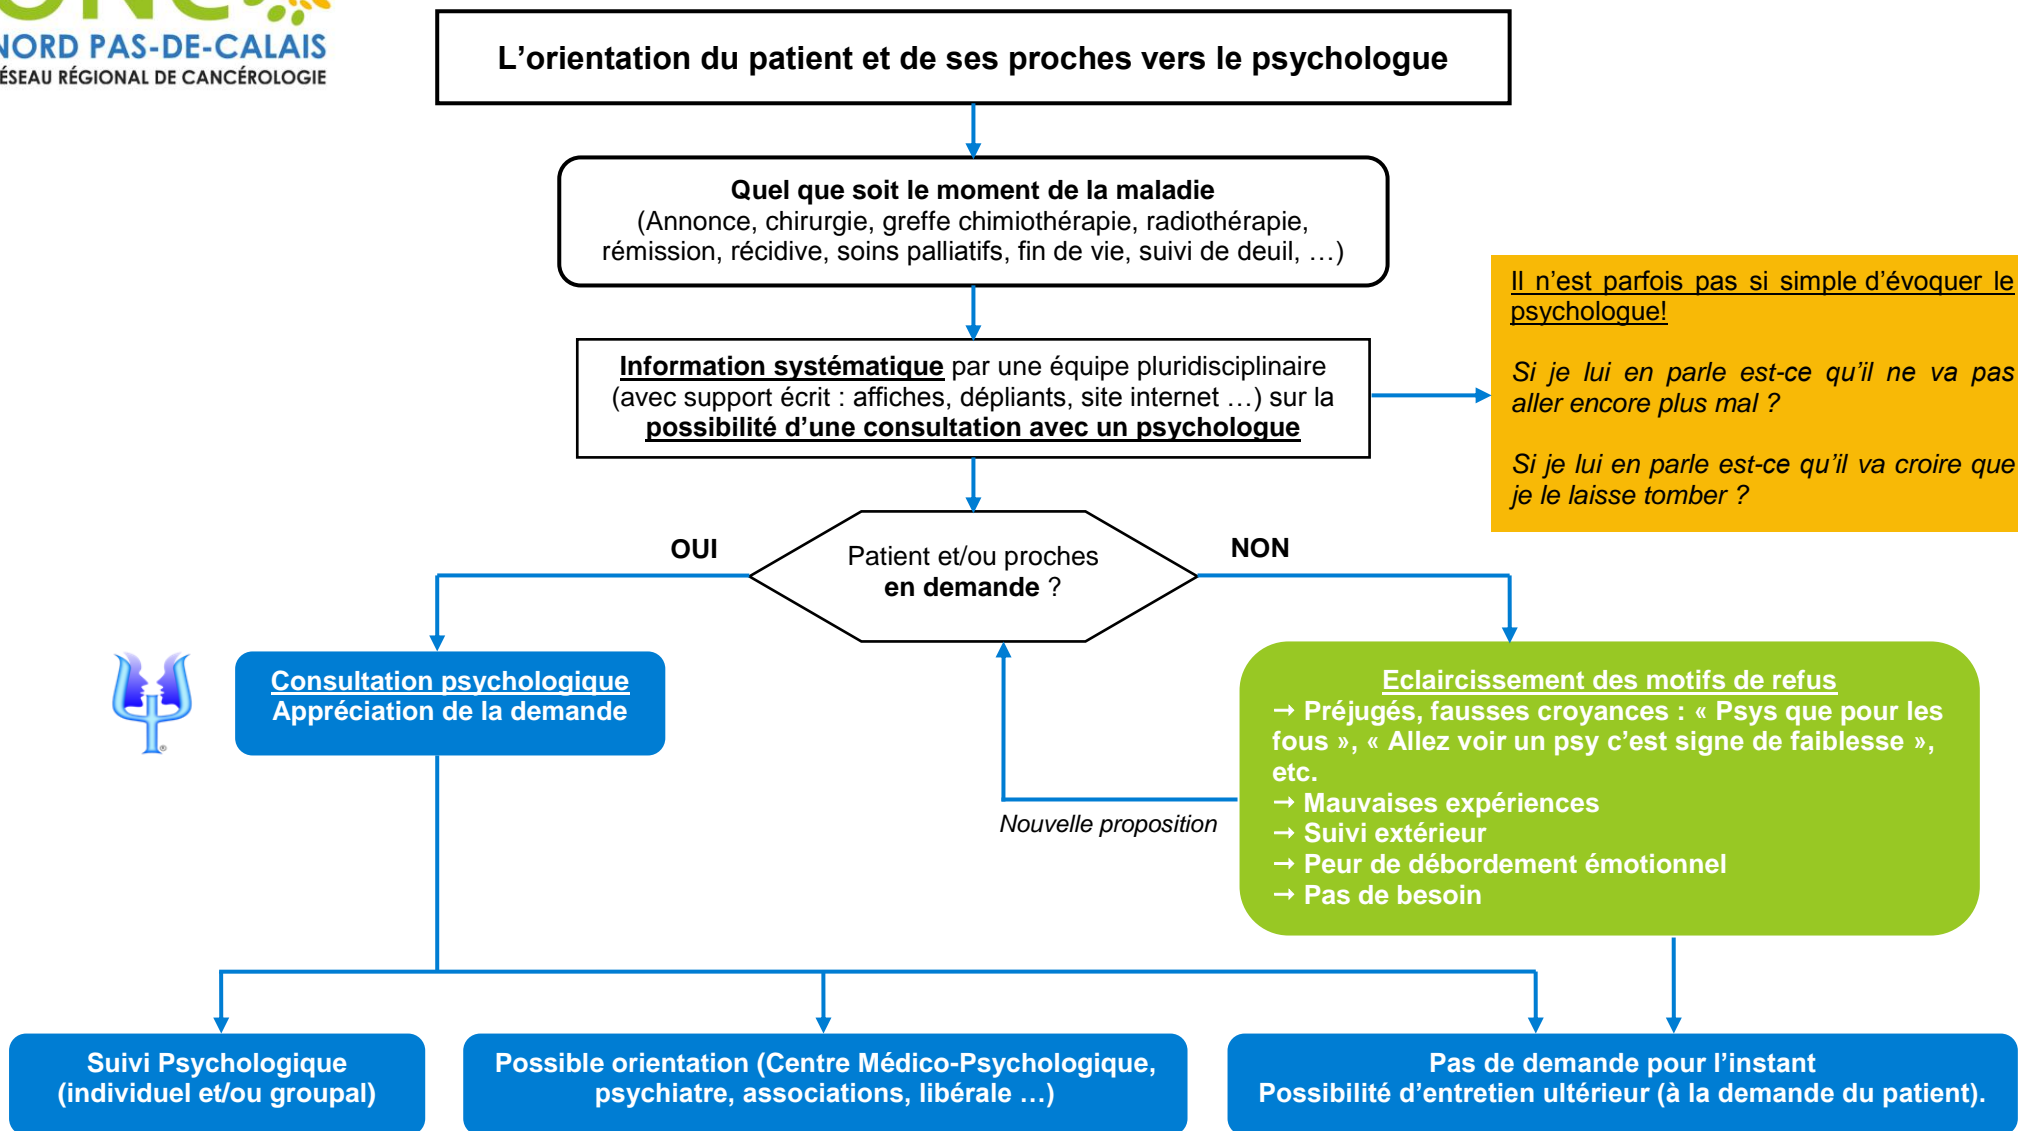 NORD PAS-DE-CALAIS
RÉSEAU RÉGIONAL DE CANCÉROLOGIE
L’orientation du patient et de ses proches vers le psychologue
Quel que soit le moment de la maladie
(Annonce, chirurgie, greffe chimiothérapie, radiothérapie,
rémission, récidive, soins palliatifs, fin de vie, suivi de deuil, …)
Information systématique par une équipe pluridisciplinaire
(avec support écrit : affiches, dépliants, site internet …) sur la
possibilité d’une consultation avec un psychologue
Il n’est parfois pas si simple d’évoquer le
psychologue!
Si je lui en parle est-ce qu’il ne va pas
aller encore plus mal ?
Si je lui en parle est-ce qu’il va croire que
je le laisse tomber ?
OUI
Patient et/ou proches
en demande ?
NON
Consultation psychologique
Appréciation de la demande
Eclaircissement des motifs de refus
→ Préjugés, fausses croyances : « Psys que pour les
fous », « Allez voir un psy c’est signe de faiblesse »,
etc.
→ Mauvaises expériences
→ Suivi extérieur
→ Peur de débordement émotionnel
→ Pas de besoin
Nouvelle proposition
Suivi Psychologique
(individuel et/ou groupal)
Possible orientation (Centre Médico-Psychologique,
psychiatre, associations, libérale …)
Pas de demande pour l’instant
Possibilité d’entretien ultérieur (à la demande du patient).